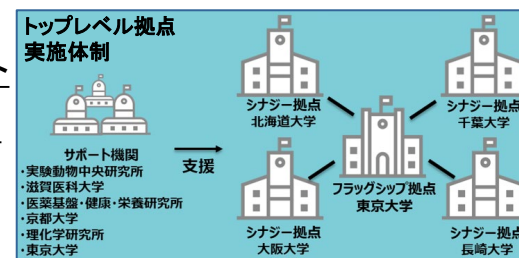 トップレベル拠点
実施体制
サポート機関
・実験動物中央研究所
・滋賀医科大学
・医薬基盤・健康・栄養研究所
・京都大学
・理化学研究所
・東京大学
支援
シナジー拠点
北海道大学
シナジー拠点
千葉大学
フラッグシップ拠点
東京大学
シナジー拠点
大阪大学
シナジー拠点
長崎大学